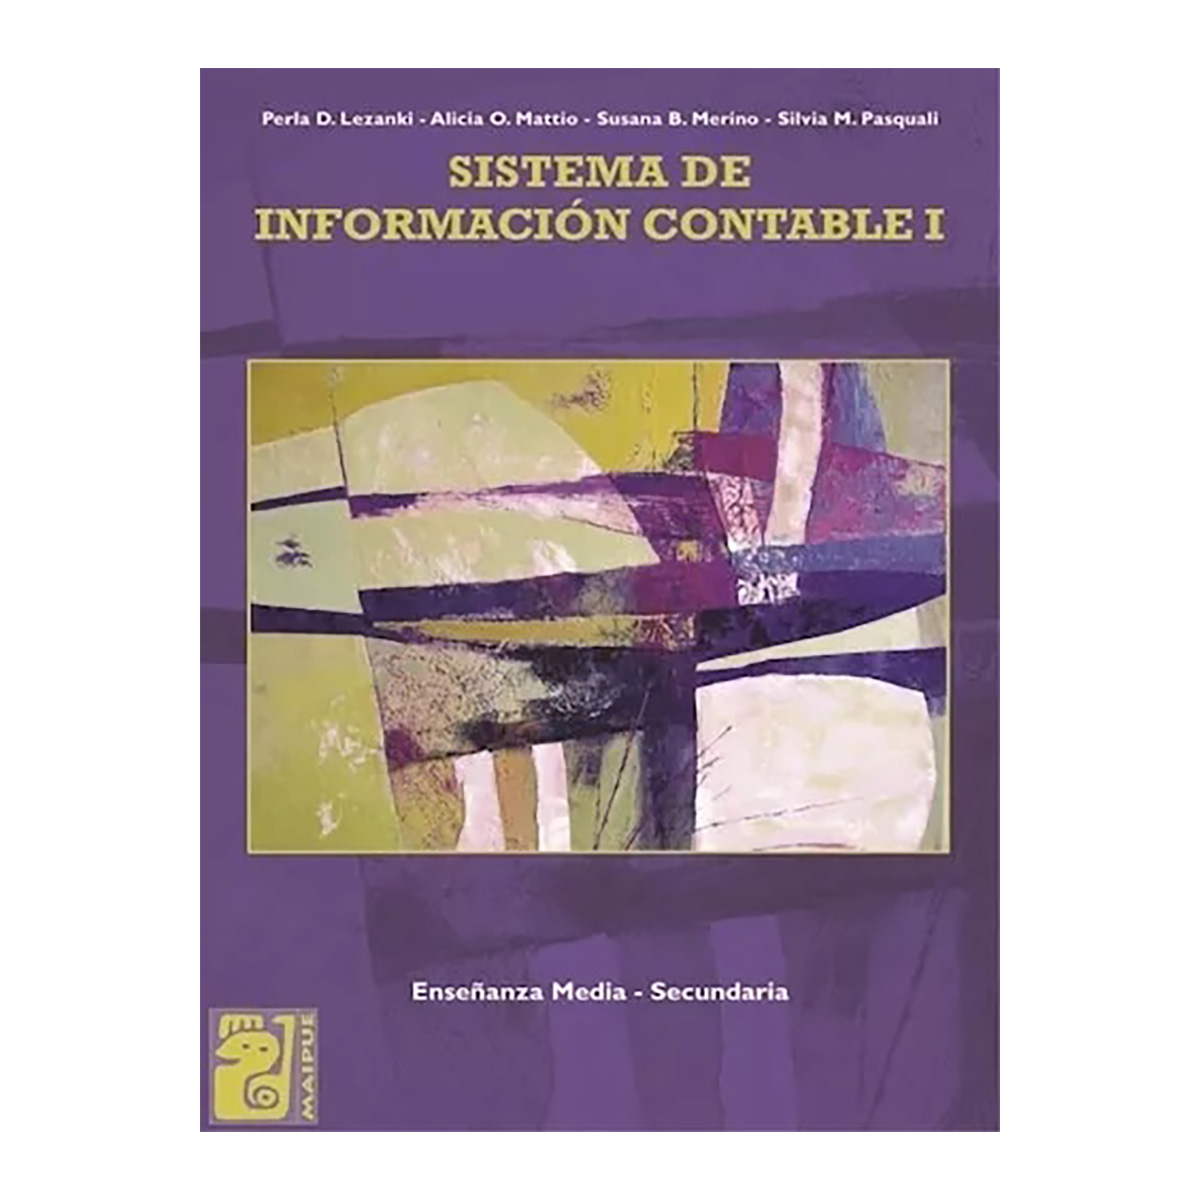 Perla D. Lezanki - Alicia O. Mattio - Susana B. Merino - Silvia M. Pasquali
SISTEMA DE
INFORMACIÓN CONTABLE I
Enseñanza Media - Secundaria
MAIPUE